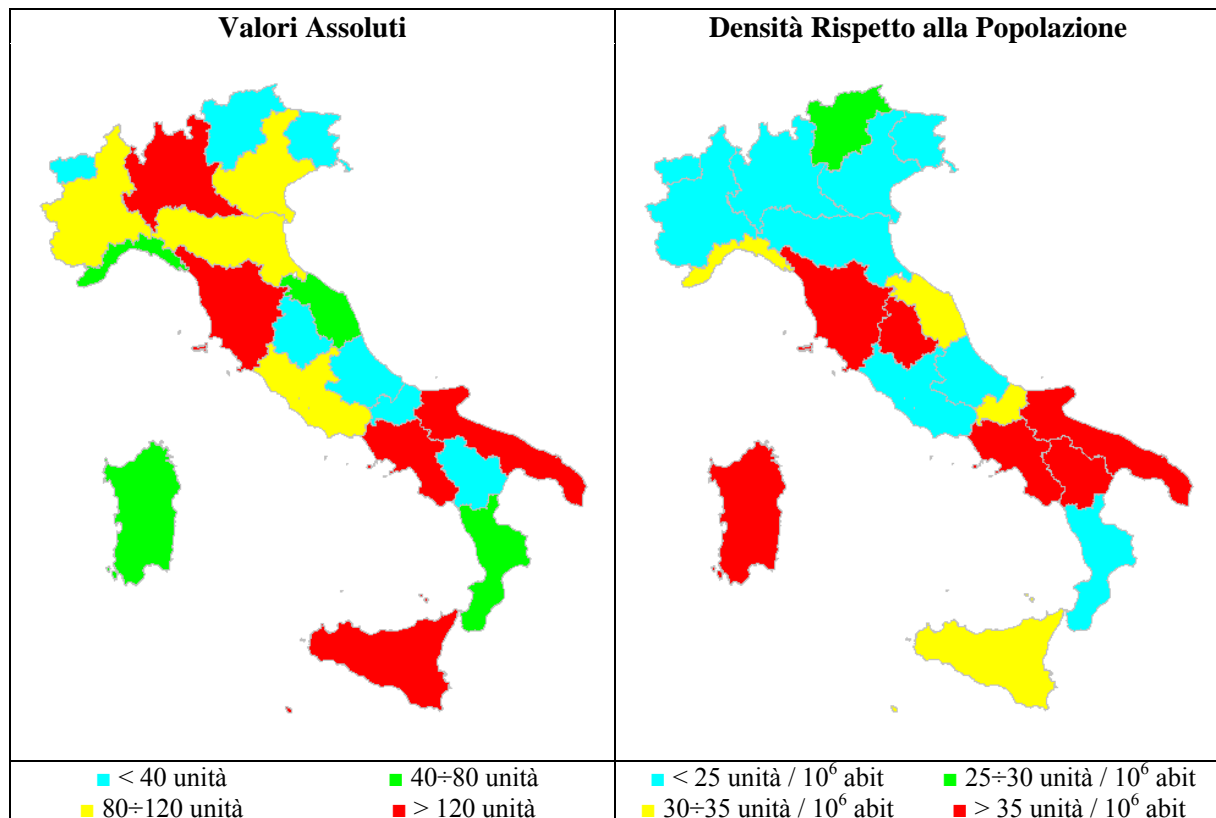 Valori Assoluti
Densità Rispetto alla Popolazione
< 40 unità
40÷80 unità
80÷120 unità
> 120 unità
< 25 unità / 10⁶ abit
25÷30 unità / 10⁶ abit
30÷35 unità / 10⁶ abit
> 35 unità / 10⁶ abit